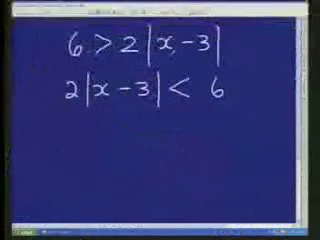 6 > 2 |x - 3|
2|x - 3| < 6